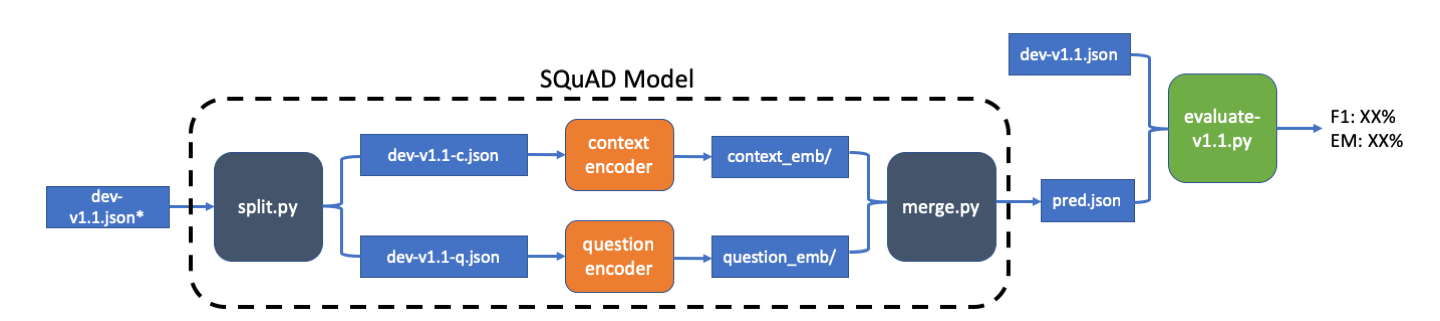 SQuAD Model
dev-
v1.1.json*
split.py
dev-v1.1-c.json
context
encoder
context_emb/
dev-v1.1-q.json
question
encoder
question_emb/
merge.py
pred.json
dev-v1.1.json
evaluate-
v1.1.py
F1: XX%
EM: XX%